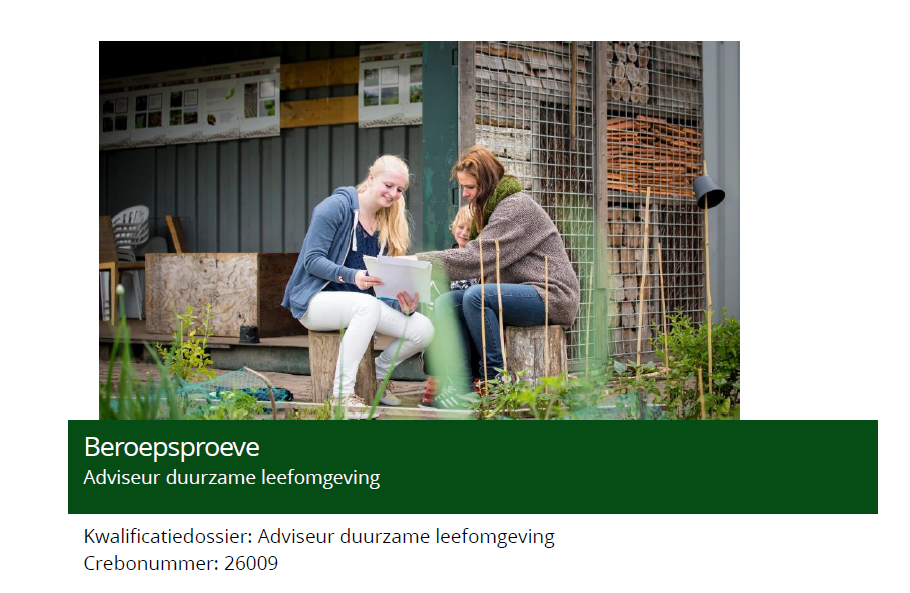 Beroepsproeve
Adviseur duurzame leefomgeving
Kwalificatiedossier: Adviseur duurzame leefomgeving
Crebonummer: 26009